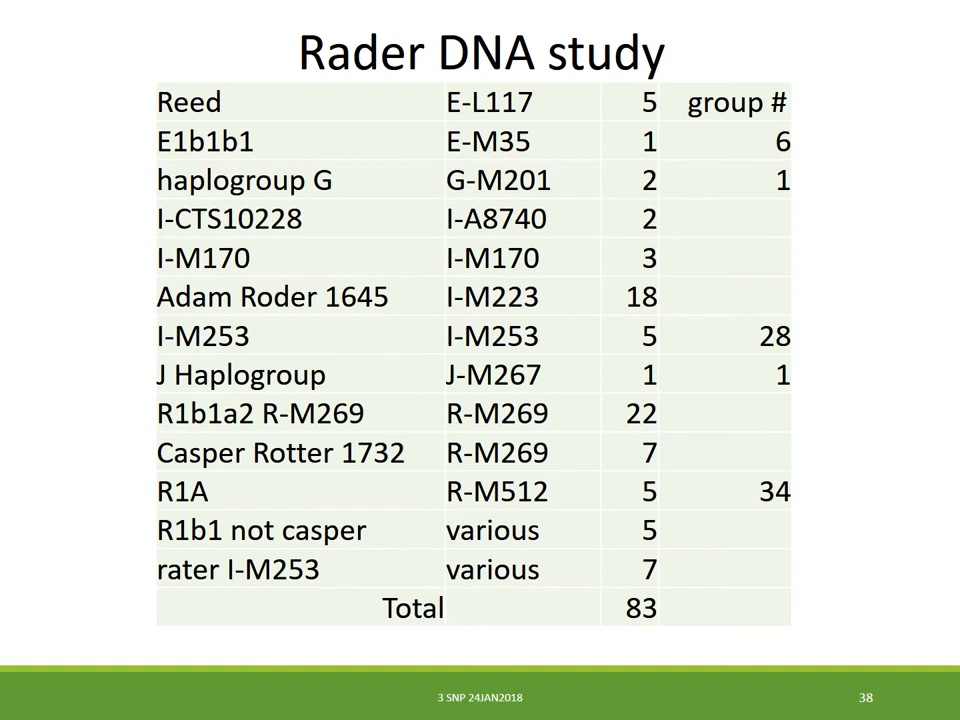 Rader DNA study
Reed E-L117 5 group #
E1b1b1 E-M35 1 6
haplogroup G G-M201 2 1
I-CTS10228 I-A8740 2
I-M170 I-M170 3
Adam Roder 1645 I-M223 18
I-M253 I-M253 5 28
J Haplogroup J-M267 1 1
R1b1a2 R-M269 R-M269 22
Casper Rotter 1732 R-M269 7
R1A R-M512 5 34
R1b1 not casper various 5
rater I-M253 various 7
Total 83
3 SNP 24JAN2018 38